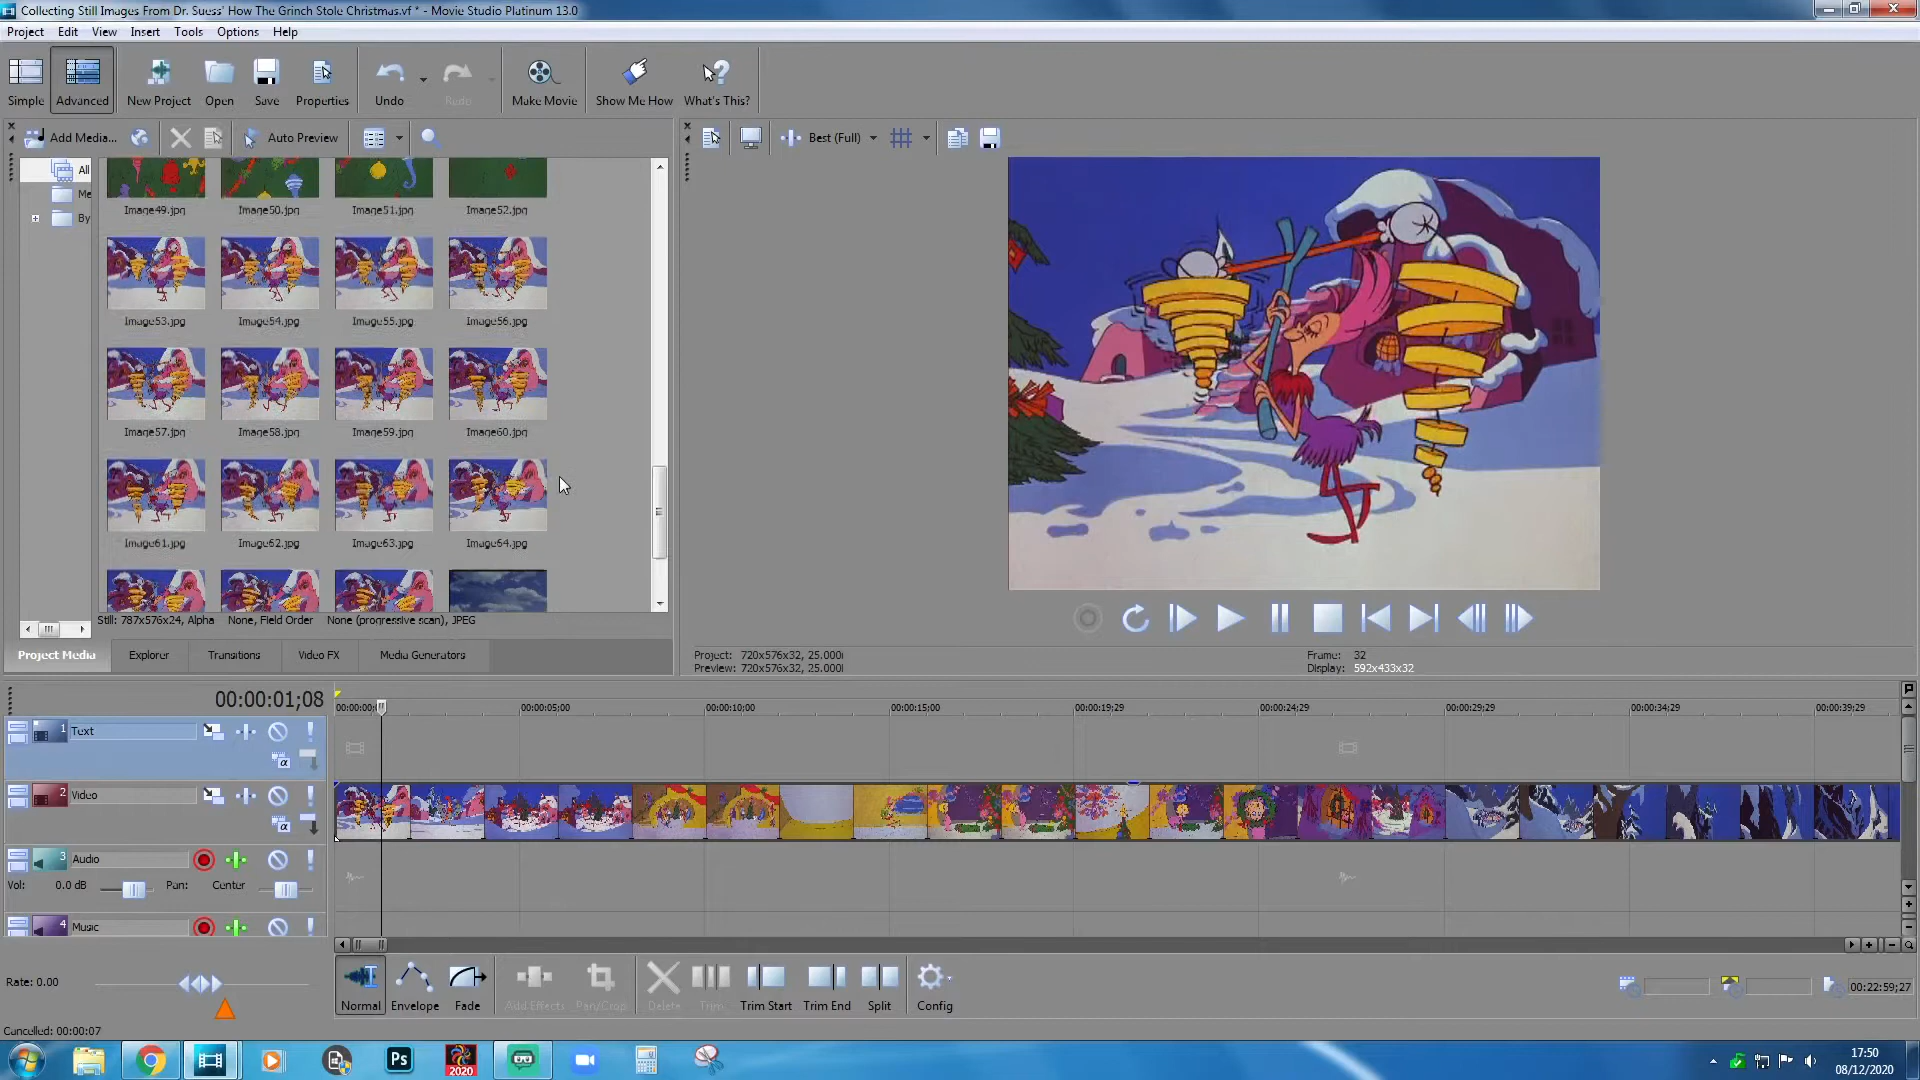 Collecting Still Images From Dr. Suess' How The Grinch Stole Christmas.vf * - Movie Studio Platinum 13.0
Project Edit View Insert Tools Options Help
Simple Advanced New Project Open Save Properties Undo Redo Make Movie Show Me How What's This?
Add Media... Auto Preview
Best (Full)
All
Me
By
Image49.jpg Image50.jpg Image51.jpg Image52.jpg
Image53.jpg Image54.jpg Image55.jpg Image56.jpg
Image57.jpg Image58.jpg Image59.jpg Image60.jpg
Image61.jpg Image62.jpg Image63.jpg Image64.jpg
Still: 787x576x24, Alpha None, Field Order None (progressive scan), JPEG
Project Media Explorer Transitions Video FX Media Generators
Project: 720x576x32, 25.000i
Preview: 720x576x32, 25.000i
Frame: 32
Display: 592x433x32
00:00:01;08
00:00:00; 00:00:05:00 00:00:10;00 00:00:15;00 00:00:19;29 00:00:24;29 00:00:29;29 00:00:34;29 00:00:39;29
1 Text
2 Video
3 Audio
Vol: 0.0 dB Pan: Center
4 Music
Rate: 0.00
Normal Envelope Fade Add Effects Pan/Crop Delete Trim Trim Start Trim End Split Config
00:22:59;27
Cancelled: 00:00:07
Ps
2020
17:50
08/12/2020